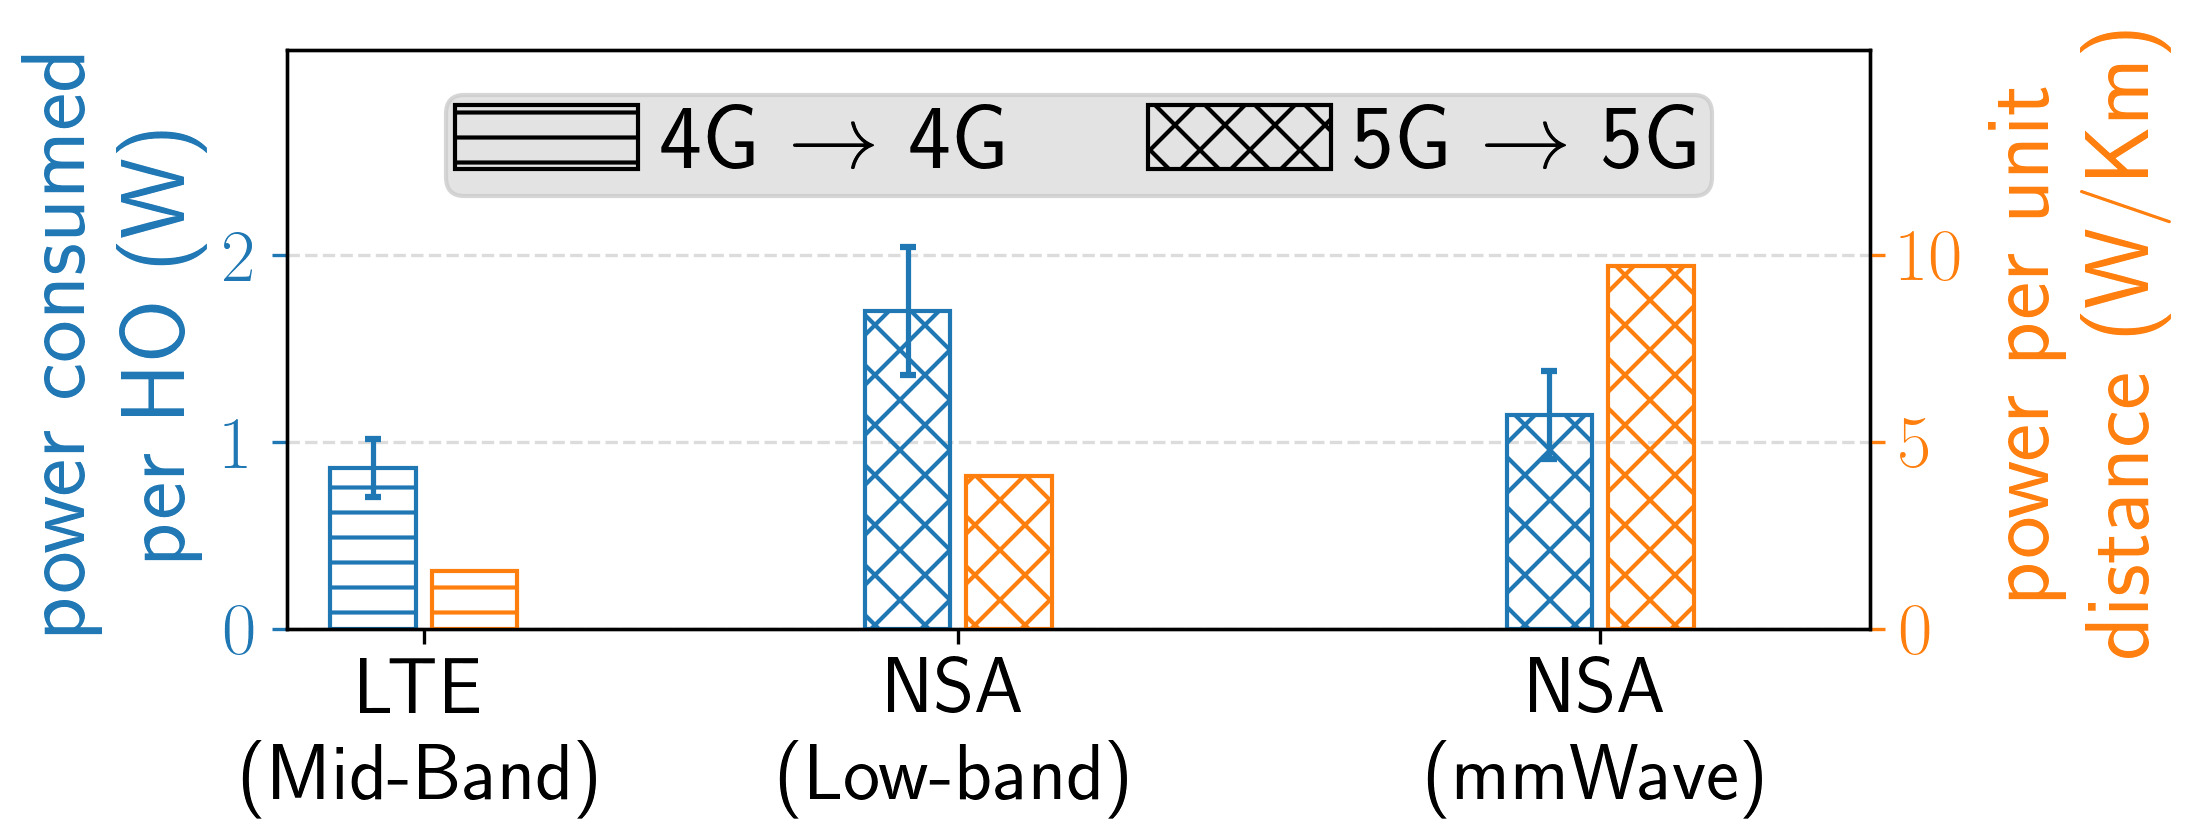 power consumed
per HO (W)
4G → 4G
5G → 5G
2
1
0
10
5
0
power per unit
distance (W/Km)
LTE
(Mid-Band)
NSA
(Low-band)
NSA
(mmWave)